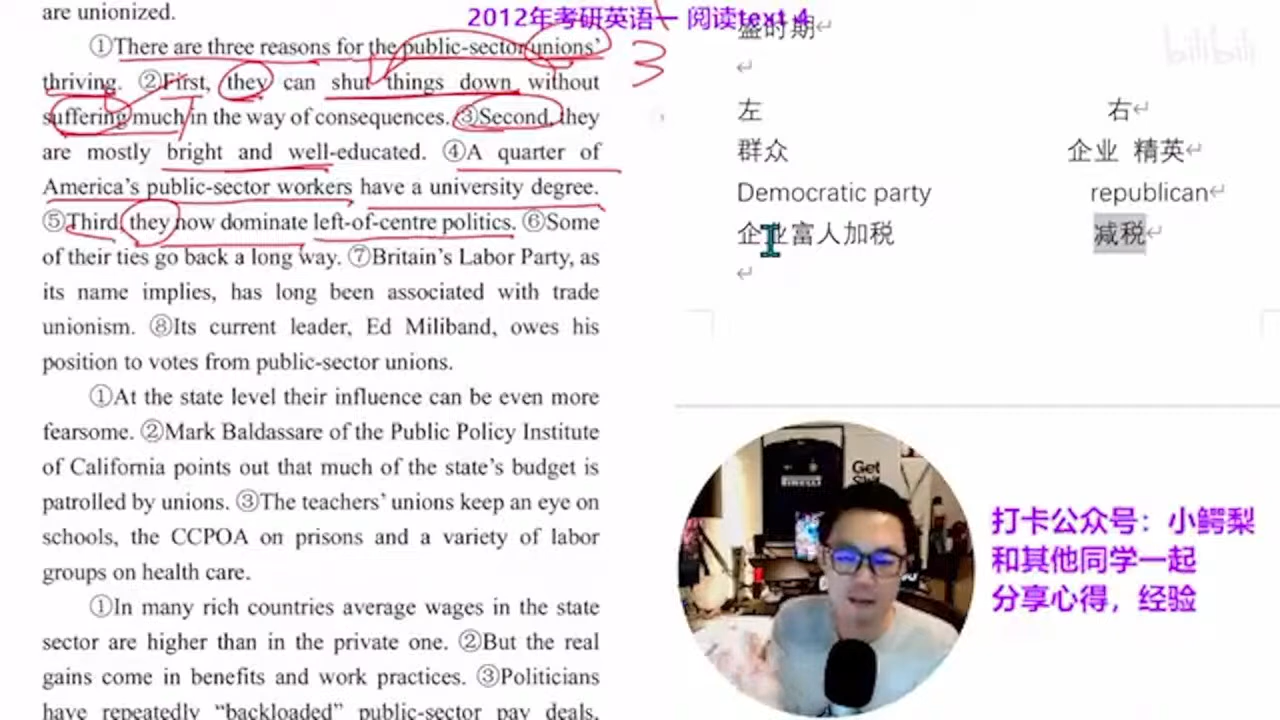 2012年考研英语一 阅读text 4
are unionized.
①There are three reasons for the public-sector unions'
thriving. ②First, they can shut things down without
suffering much in the way of consequences. ③Second, they
are mostly bright and well-educated. ④A quarter of
America's public-sector workers have a university degree.
⑤Third, they now dominate left-of-centre politics. ⑥Some
of their ties go back a long way. ⑦Britain's Labor Party, as
its name implies, has long been associated with trade
unionism. ⑧Its current leader, Ed Miliband, owes his
position to votes from public-sector unions.
①At the state level their influence can be even more
fearsome. ②Mark Baldassare of the Public Policy Institute
of California points out that much of the state's budget is
patrolled by unions. ③The teachers' unions keep an eye on
schools, the CCPOA on prisons and a variety of labor
groups on health care.
①In many rich countries average wages in the state
sector are higher than in the private one. ②But the real
gains come in benefits and work practices. ③Politicians
have repeatedly "backloaded" public-sector pay deals,
3
盛时期
左 右
群众 企业 精英
Democratic party republican
企业富人加税 减税
bilibili
Get
PIRELLI
打卡公众号：小鳄梨
和其他同学一起
分享心得，经验